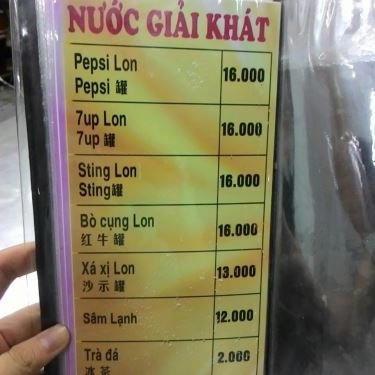 NƯỚC GIẢI KHÁT
Pepsi Lon
Pepsi 罐
16.000
7up Lon
7up 罐
16.000
Sting Lon
Sting罐
16.000
Bò cụng Lon
红牛罐
16.000
Xá xị Lon
沙示罐
13.000
Sâm Lạnh
12.000
Trà đá
冰茶
2.000